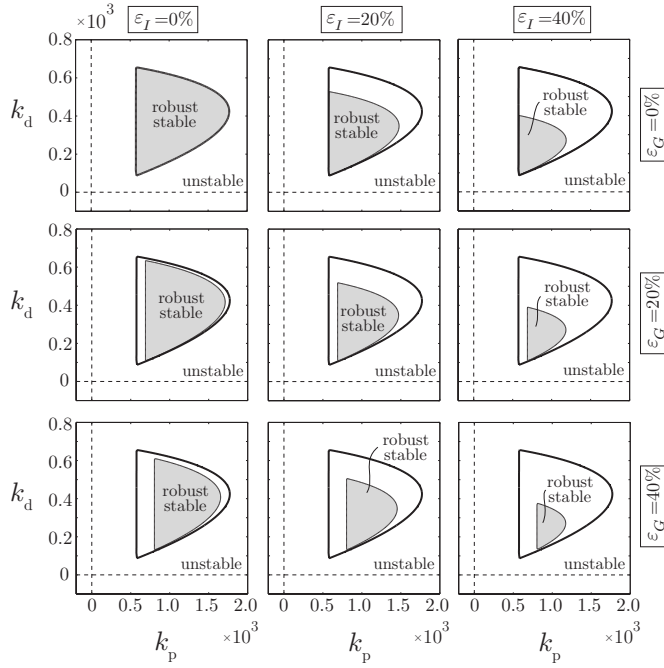 ε_I=0% ε_I=20% ε_I=40%
×10³
0.8
0.6
k_d 0.4
0.2
0
robust
stable
unstable
robust
stable
unstable
robust
stable
unstable
ε_G=0%
0.8
0.6
k_d 0.4
0.2
0
robust
stable
unstable
robust
stable
unstable
robust
stable
unstable
ε_G=20%
0.8
0.6
k_d 0.4
0.2
0
robust
stable
unstable
robust
stable
unstable
robust
stable
unstable
ε_G=40%
0 0.5 1.0 1.5 2.0 0 0.5 1.0 1.5 2.0 0 0.5 1.0 1.5 2.0
k_p ×10³ k_p ×10³ k_p ×10³